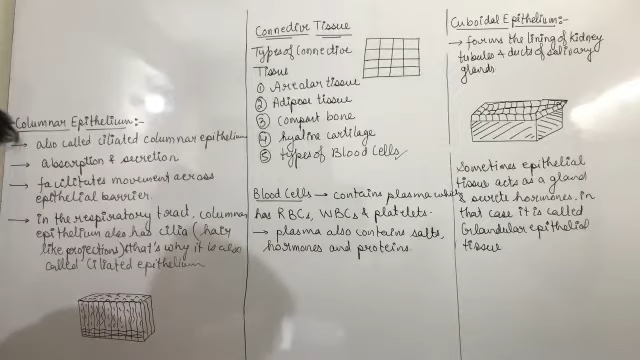 Columnar Epithelium:-
→ also called ciliated columnar epithelium
→ absorption & secretion
→ facilitates movement across
epithelial barrier.
→ in the respiratory tract, columnar
epithelium also has cilia (hair
like projections) that's why it is also
called Ciliated epithelium
Connective Tissue
Types of Connective
Tissue
① Areolar tissue
② Adipose tissue
③ compact bone
④ hyaline cartilage
⑤ types of Blood Cells
Blood Cells → contains plasma which
has RBCs, WBCs & platelets.
→ plasma also contains salts,
hormones and proteins.
Cuboidal Epithelium:-
→ forms the lining of kidney
tubules & ducts of salivary
glands
Sometimes epithelial
tissue acts as a gland
& secrete hormones. in
that case it is called
Glandular epithelial
tissue